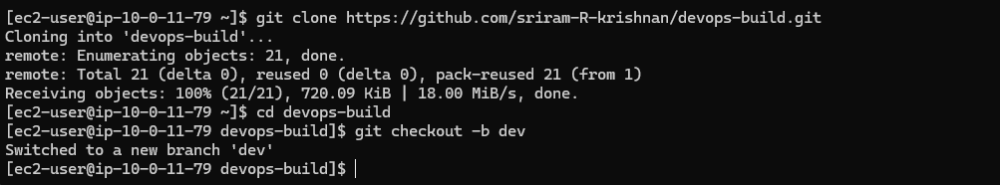 [ec2-user@ip-10-0-11-79 ~]$ git clone https://github.com/sriram-R-krishnan/devops-build.git
Cloning into 'devops-build'...
remote: Enumerating objects: 21, done.
remote: Total 21 (delta 0), reused 0 (delta 0), pack-reused 21 (from 1)
Receiving objects: 100% (21/21), 720.09 KiB | 18.00 MiB/s, done.
[ec2-user@ip-10-0-11-79 ~]$ cd devops-build
[ec2-user@ip-10-0-11-79 devops-build]$ git checkout -b dev
Switched to a new branch 'dev'
[ec2-user@ip-10-0-11-79 devops-build]$